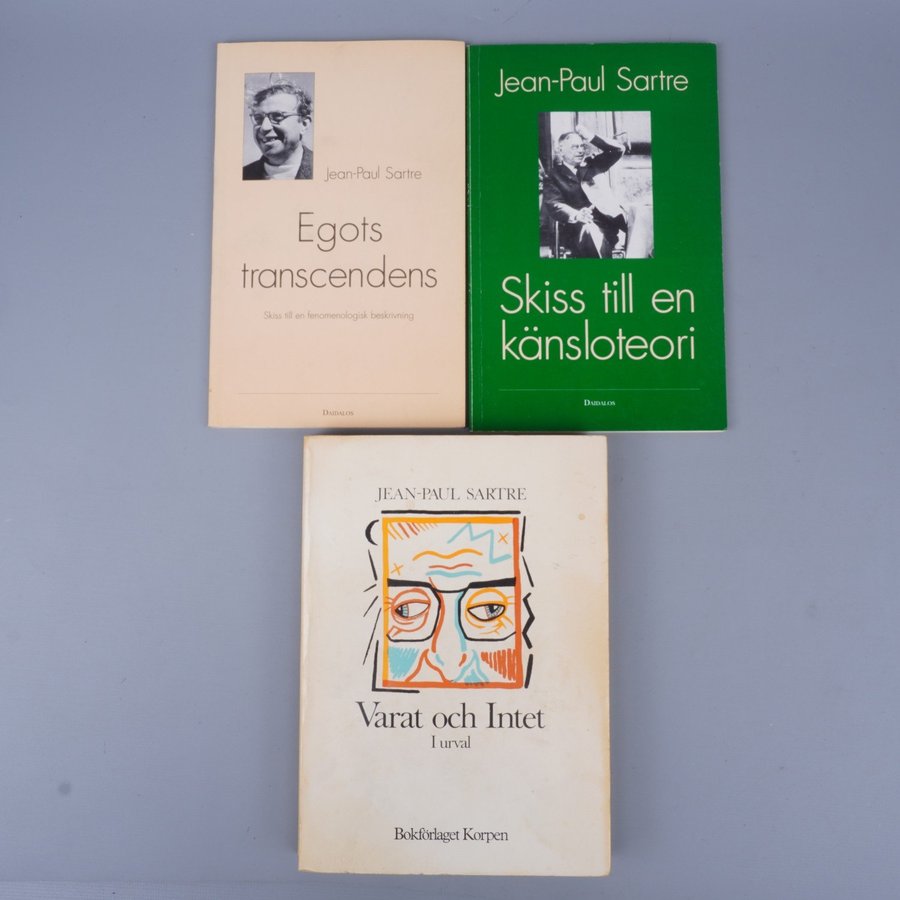 Jean-Paul Sartre
Egots
transcendens
Skiss till en fenomenologisk beskrivning
DAIDALOS
Jean-Paul Sartre
Skiss till en
känsloteori
DAIDALOS
JEAN-PAUL SARTRE
Varat och Intet
I urval
Bokförlaget Korpen